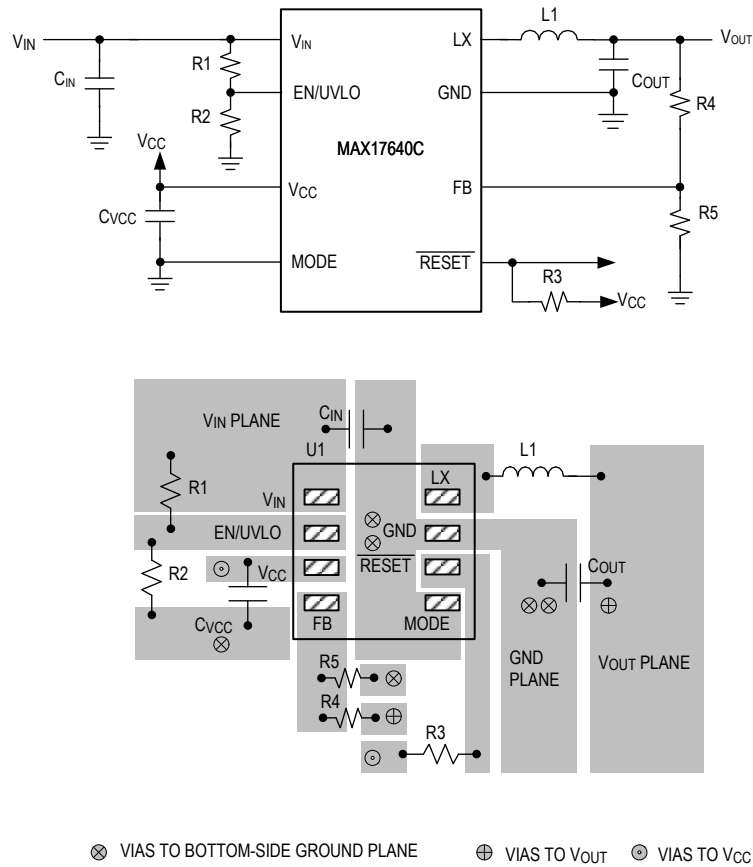 L1
VIN VIN LX VOUT
CIN R1 COUT
EN/UVLO GND R4
R2
VCC MAX17640C
VCC FB
CVCC R5
MODE RESET
R3
VCC
CIN
VIN PLANE
U1 L1
LX
R1 VIN
EN/UVLO GND
R2 VCC RESET COUT
CVCC FB MODE
R5 GND PLANE VOUT PLANE
R4
R3
VIAS TO BOTTOM-SIDE GROUND PLANE VIAS TO VOUT VIAS TO VCC